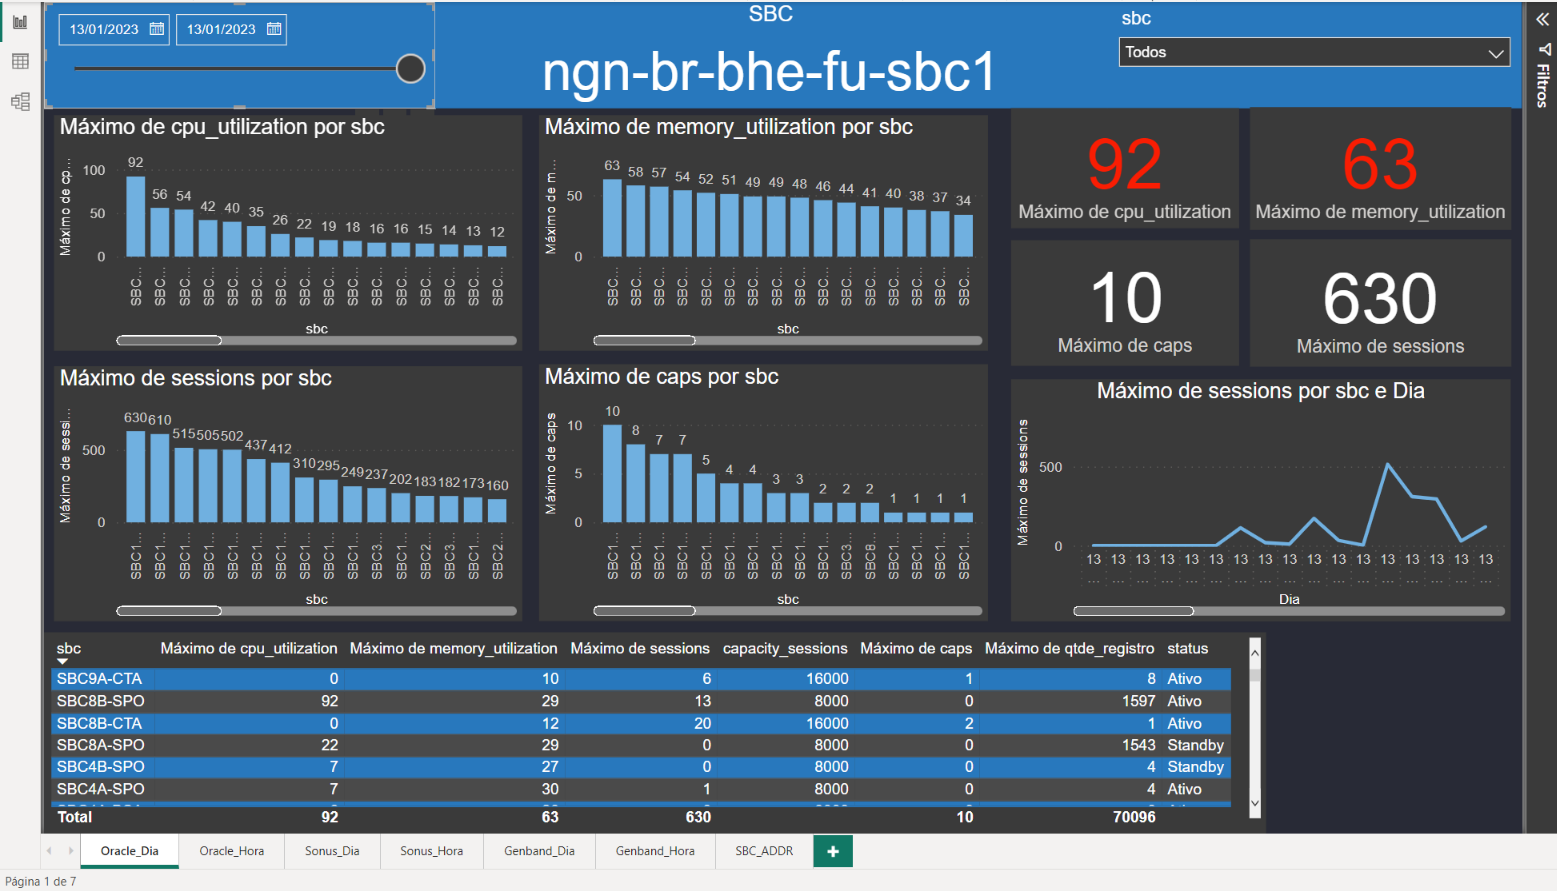 13/01/2023
13/01/2023
SBC
ngn-br-bhe-fu-sbc1
sbc
Todos
Filtros
Máximo de cpu_utilization por sbc
Máximo de cp...
100
50
0
92 56 54 42 40 35 26 22 19 18 16 16 15 14 13 12
SBC... SBC... SBC... SBC... SBC... SBC... SBC... SBC... SBC... SBC... SBC... SBC... SBC... SBC... SBC... SBC...
sbc
Máximo de memory_utilization por sbc
Máximo de m...
50
0
63 58 57 54 52 51 49 49 48 46 44 41 40 38 37 34
SBC... SBC... SBC... SBC... SBC... SBC... SBC... SBC... SBC... SBC... SBC... SBC... SBC... SBC... SBC... SBC...
sbc
92
Máximo de cpu_utilization
63
Máximo de memory_utilization
10
Máximo de caps
630
Máximo de sessions
Máximo de sessions por sbc
Máximo de sessi...
500
0
630 610 515 505 502 437 412 310 295 249 237 202 183 182 173 160
SBC1... SBC1... SBC1... SBC1... SBC1... SBC1... SBC1... SBC1... SBC1... SBC1... SBC3... SBC1... SBC2... SBC3... SBC1... SBC2...
sbc
Máximo de caps por sbc
Máximo de caps
10
5
0
10 8 7 7 5 4 4 3 3 2 2 2 1 1 1 1
SBC1... SBC1... SBC1... SBC1... SBC1... SBC1... SBC1... SBC1... SBC1... SBC1... SBC3... SBC8... SBC1... SBC1... SBC1... SBC1...
sbc
Máximo de sessions por sbc e Dia
Máximo de sessions
500
0
13 13 13 13 13 13 13 13 13 13 13 13 13 13 13 13 13
... ... ... ... ... ... ... ... ... ... ... ... ... ... ... ... ...
Dia
sbc Máximo de cpu_utilization Máximo de memory_utilization Máximo de sessions capacity_sessions Máximo de caps Máximo de qtde_registro status
SBC9A-CTA 0 10 6 16000 1 8 Ativo
SBC8B-SPO 92 29 13 8000 0 1597 Ativo
SBC8B-CTA 0 12 20 16000 2 1 Ativo
SBC8A-SPO 22 29 0 8000 0 1543 Standby
SBC4B-SPO 7 27 0 8000 0 4 Standby
SBC4A-SPO 7 30 1 8000 0 4 Ativo
Total 92 63 630 10 70096
Oracle_Dia Oracle_Hora Sonus_Dia Sonus_Hora Genband_Dia Genband_Hora SBC_ADDR +
Página 1 de 7